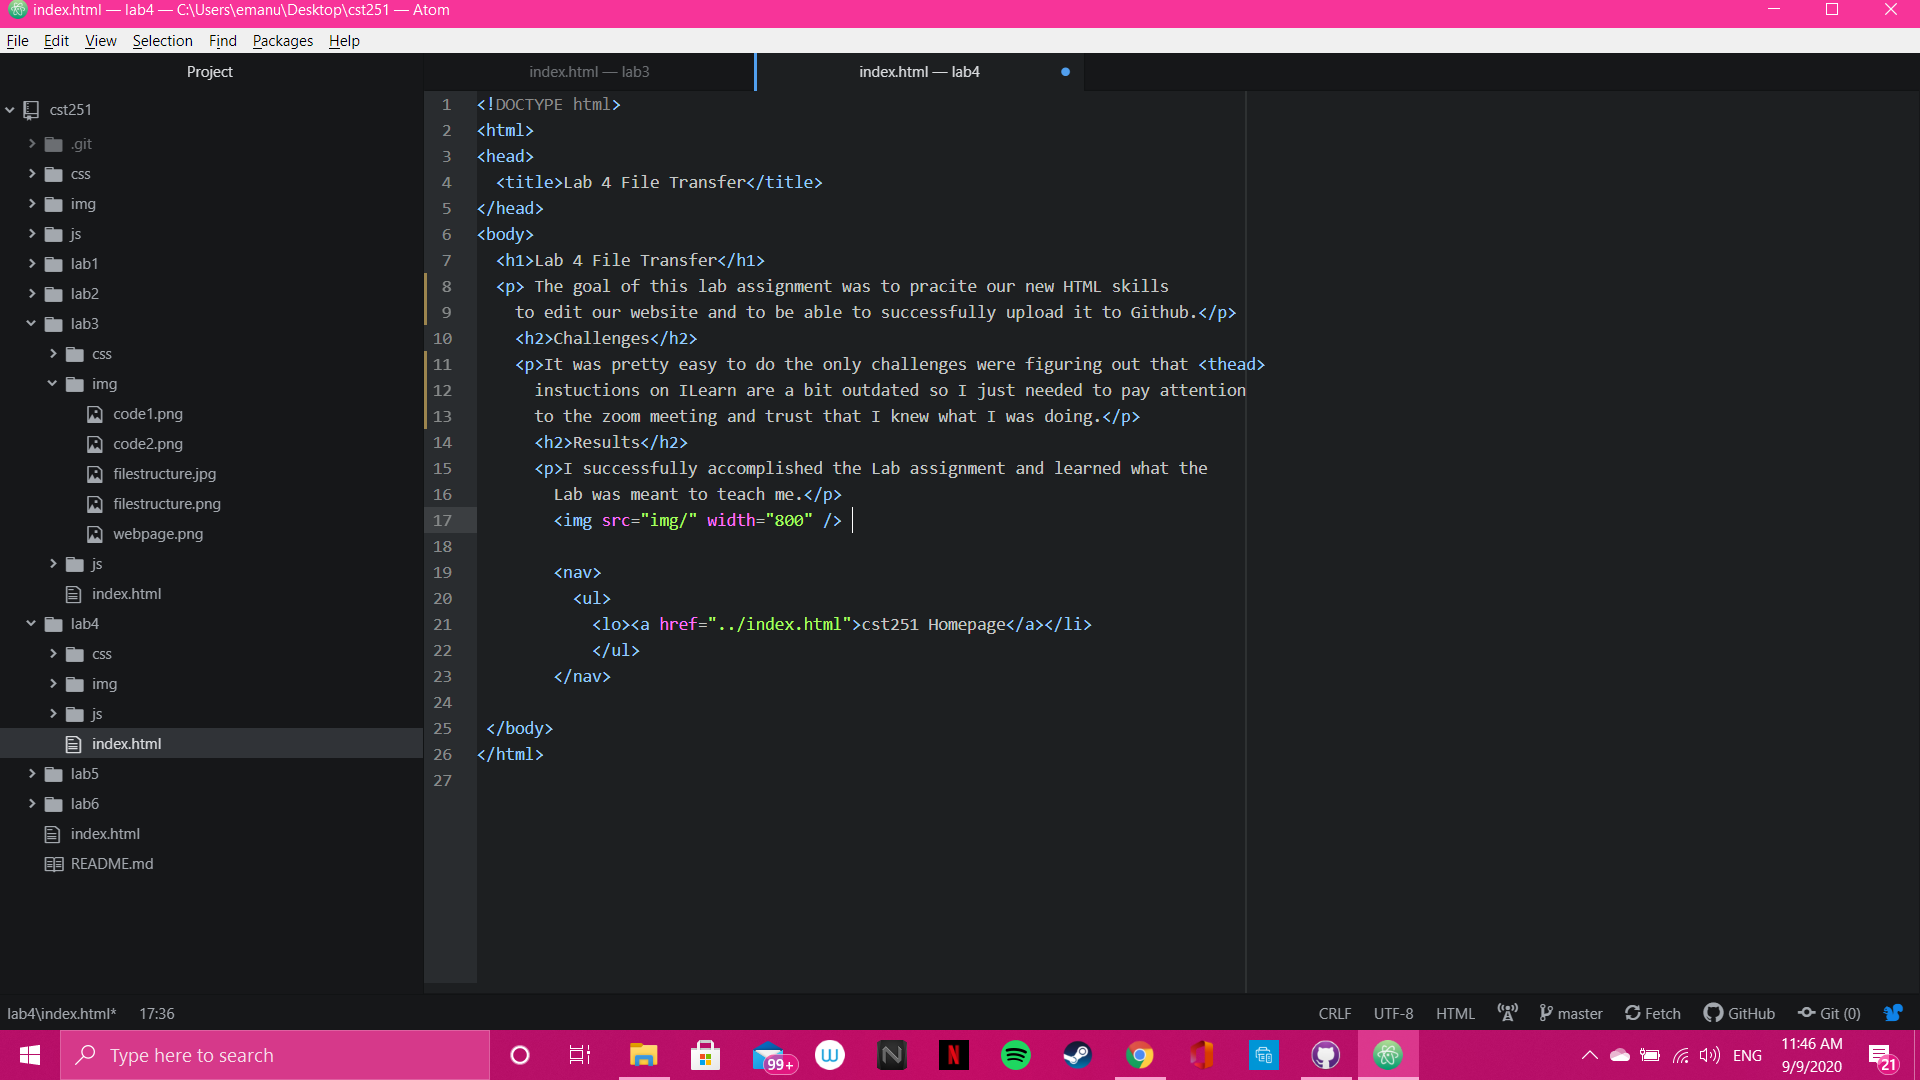 index.html — lab4 — C:\Users\emanu\Desktop\cst251 — Atom
File Edit View Selection Find Packages Help
Project
cst251
.git
css
img
js
lab1
lab2
lab3
css
img
code1.png
code2.png
filestructure.jpg
filestructure.png
webpage.png
js
index.html
lab4
css
img
js
index.html
lab5
lab6
index.html
README.md
index.html — lab3 index.html — lab4
1 <!DOCTYPE html>
2 <html>
3 <head>
4 <title>Lab 4 File Transfer</title>
5 </head>
6 <body>
7 <h1>Lab 4 File Transfer</h1>
8 <p> The goal of this lab assignment was to pracite our new HTML skills
9 to edit our website and to be able to successfully upload it to Github.</p>
10 <h2>Challenges</h2>
11 <p>It was pretty easy to do the only challenges were figuring out that <thead>
12 instuctions on ILearn are a bit outdated so I just needed to pay attention
13 to the zoom meeting and trust that I knew what I was doing.</p>
14 <h2>Results</h2>
15 <p>I successfully accomplished the Lab assignment and learned what the
16 Lab was meant to teach me.</p>
17 <img src="img/" width="800" />
18
19 <nav>
20 <ul>
21 <lo><a href="../index.html">cst251 Homepage</a></li>
22 </ul>
23 </nav>
24
25 </body>
26 </html>
27
lab4\index.html* 17:36 CRLF UTF-8 HTML master Fetch GitHub Git (0)
Type here to search 99+ ENG 11:46 AM
9/9/2020 21